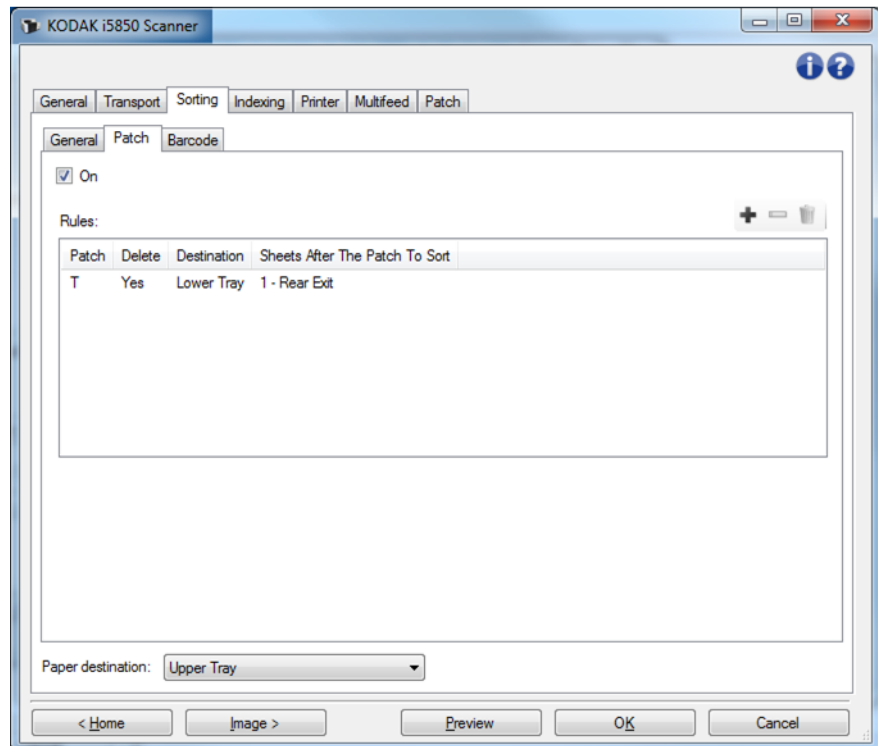 KODAK i5850 Scanner
General Transport Sorting Indexing Printer Multifeed Patch
General Patch Barcode
On
Rules:
Patch Delete Destination Sheets After The Patch To Sort
T Yes Lower Tray 1 - Rear Exit
Paper destination: Upper Tray
< Home Image > Preview OK Cancel